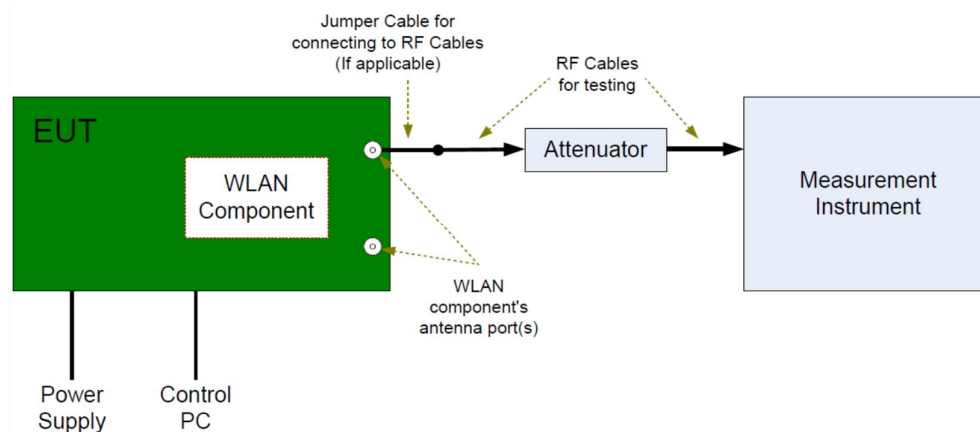 Jumper Cable for
connecting to RF Cables
(If applicable)
RF Cables
for testing
EUT
WLAN
Component
Attenuator
Measurement
Instrument
WLAN
component's
antenna port(s)
Power
Supply
Control
PC